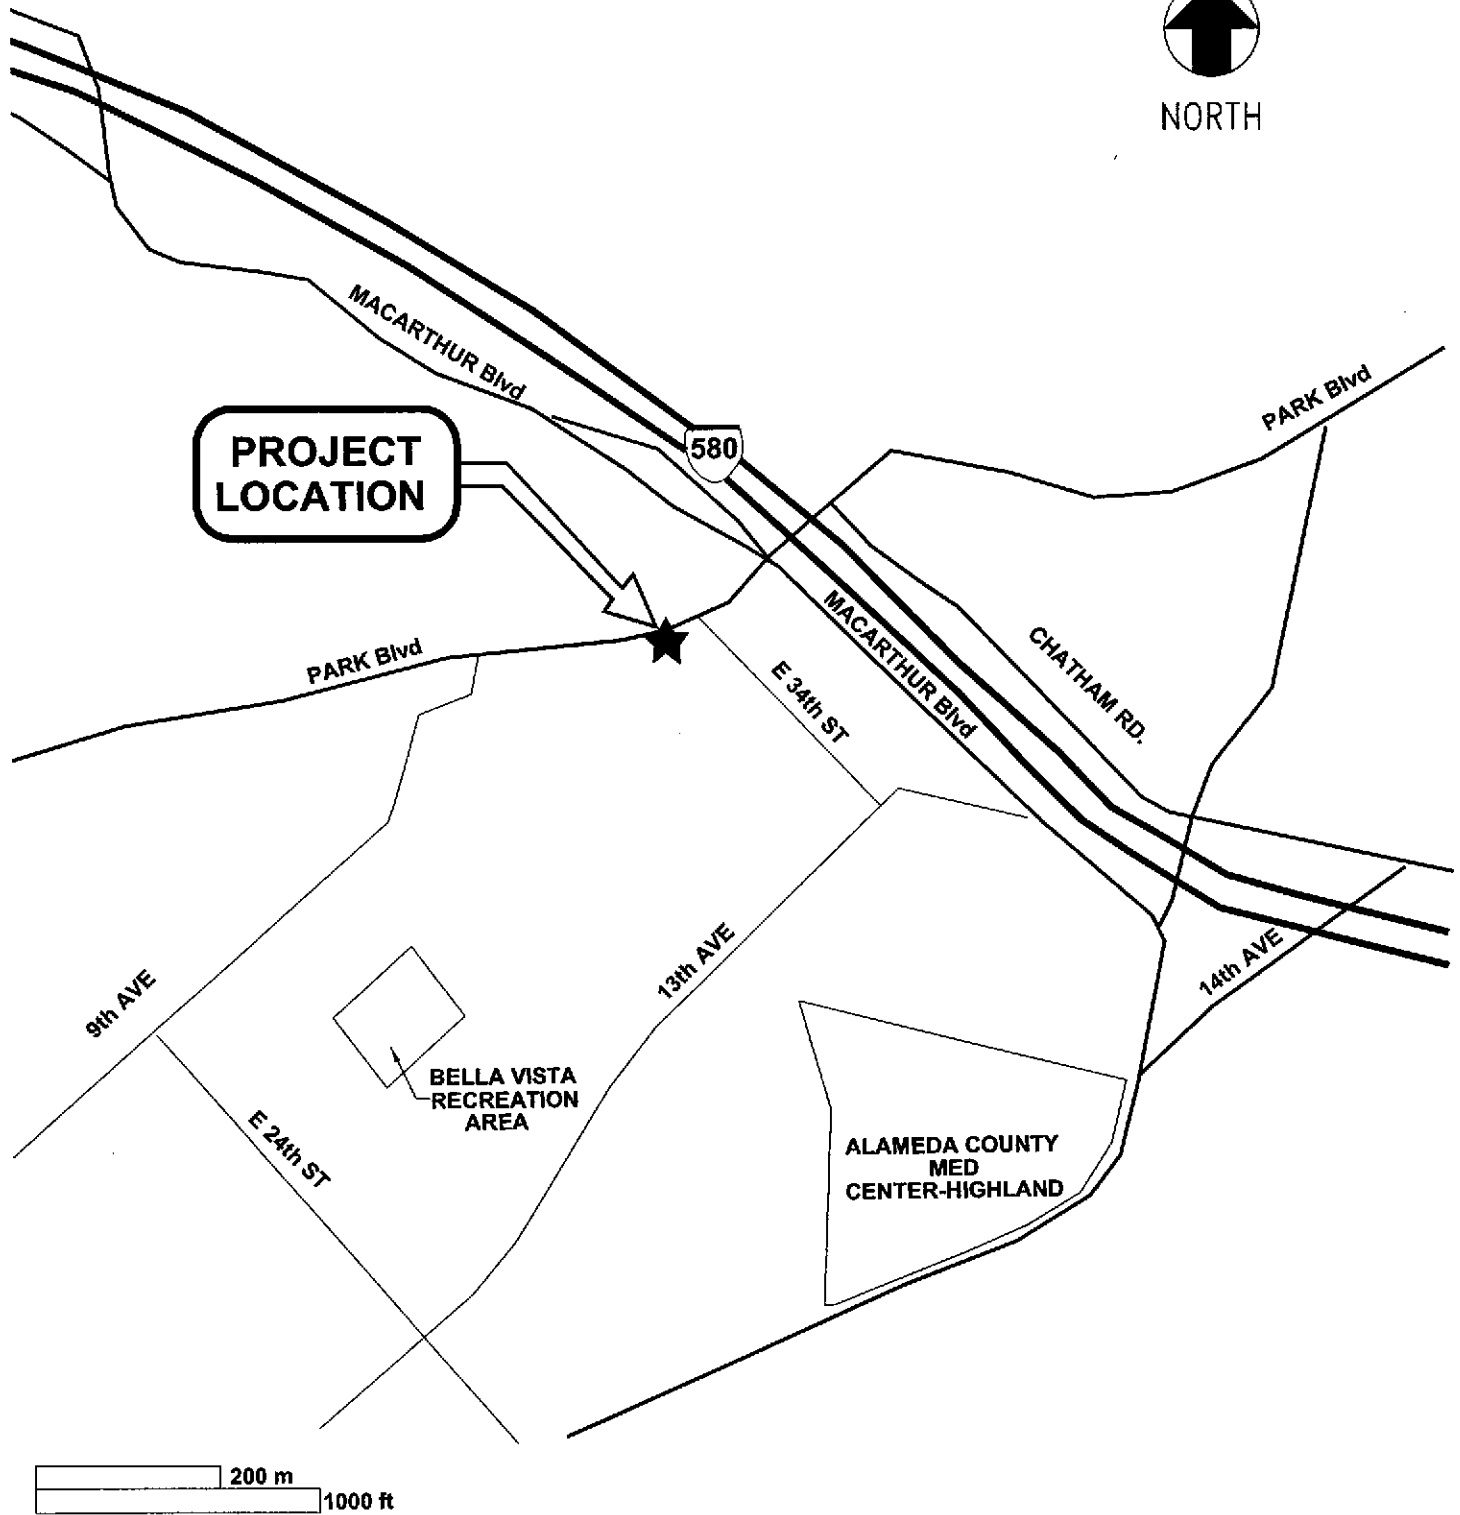 NORTH
MACARTHUR Blvd
PARK Blvd
580
PROJECT
LOCATION
MACARTHUR Blvd
CHATHAM RD.
PARK Blvd
E 34th ST
13th AVE
14th AVE
9th AVE
BELLA VISTA
RECREATION
AREA
E 24th ST
ALAMEDA COUNTY
MED
CENTER-HIGHLAND
200 m
1000 ft